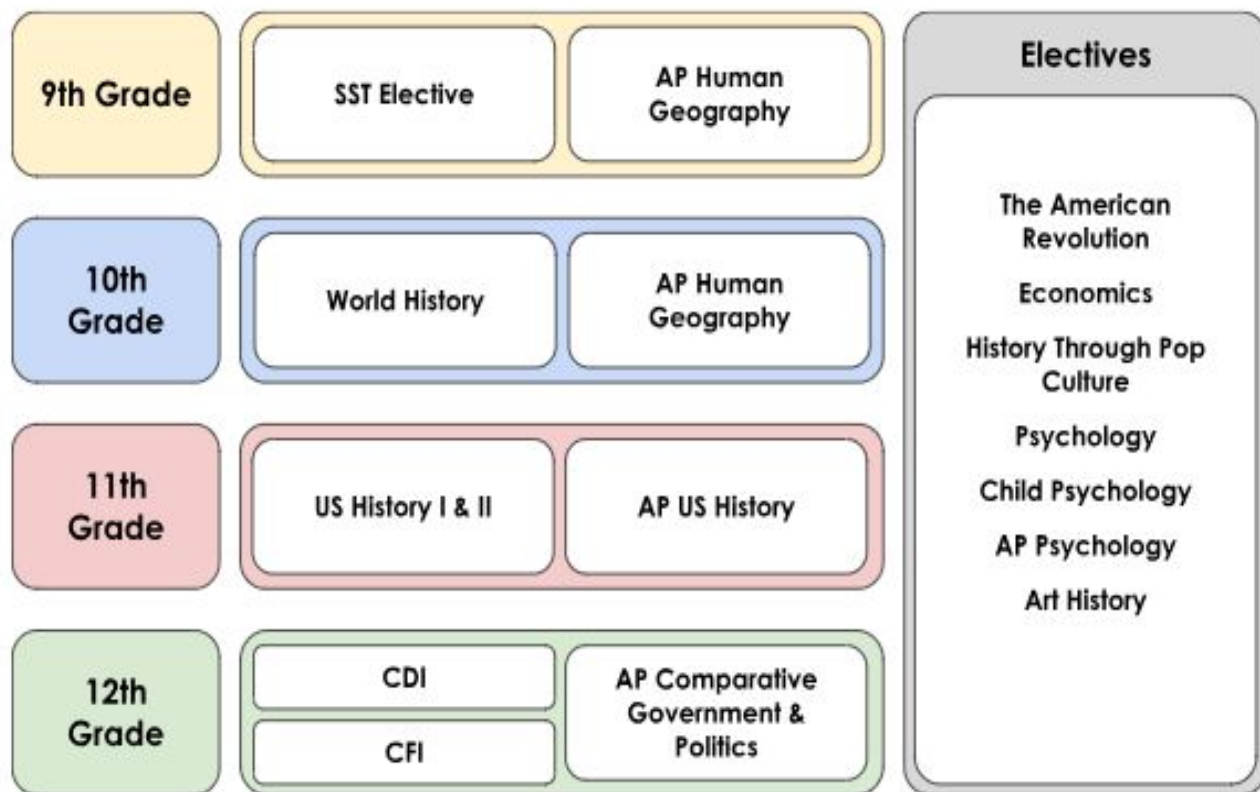 9th Grade
SST Elective
AP Human
Geography
10th
Grade
World History
AP Human
Geography
11th
Grade
US History I & II
AP US History
12th
Grade
CDI
CFI
AP Comparative
Government &
Politics
Electives
The American
Revolution
Economics
History Through Pop
Culture
Psychology
Child Psychology
AP Psychology
Art History